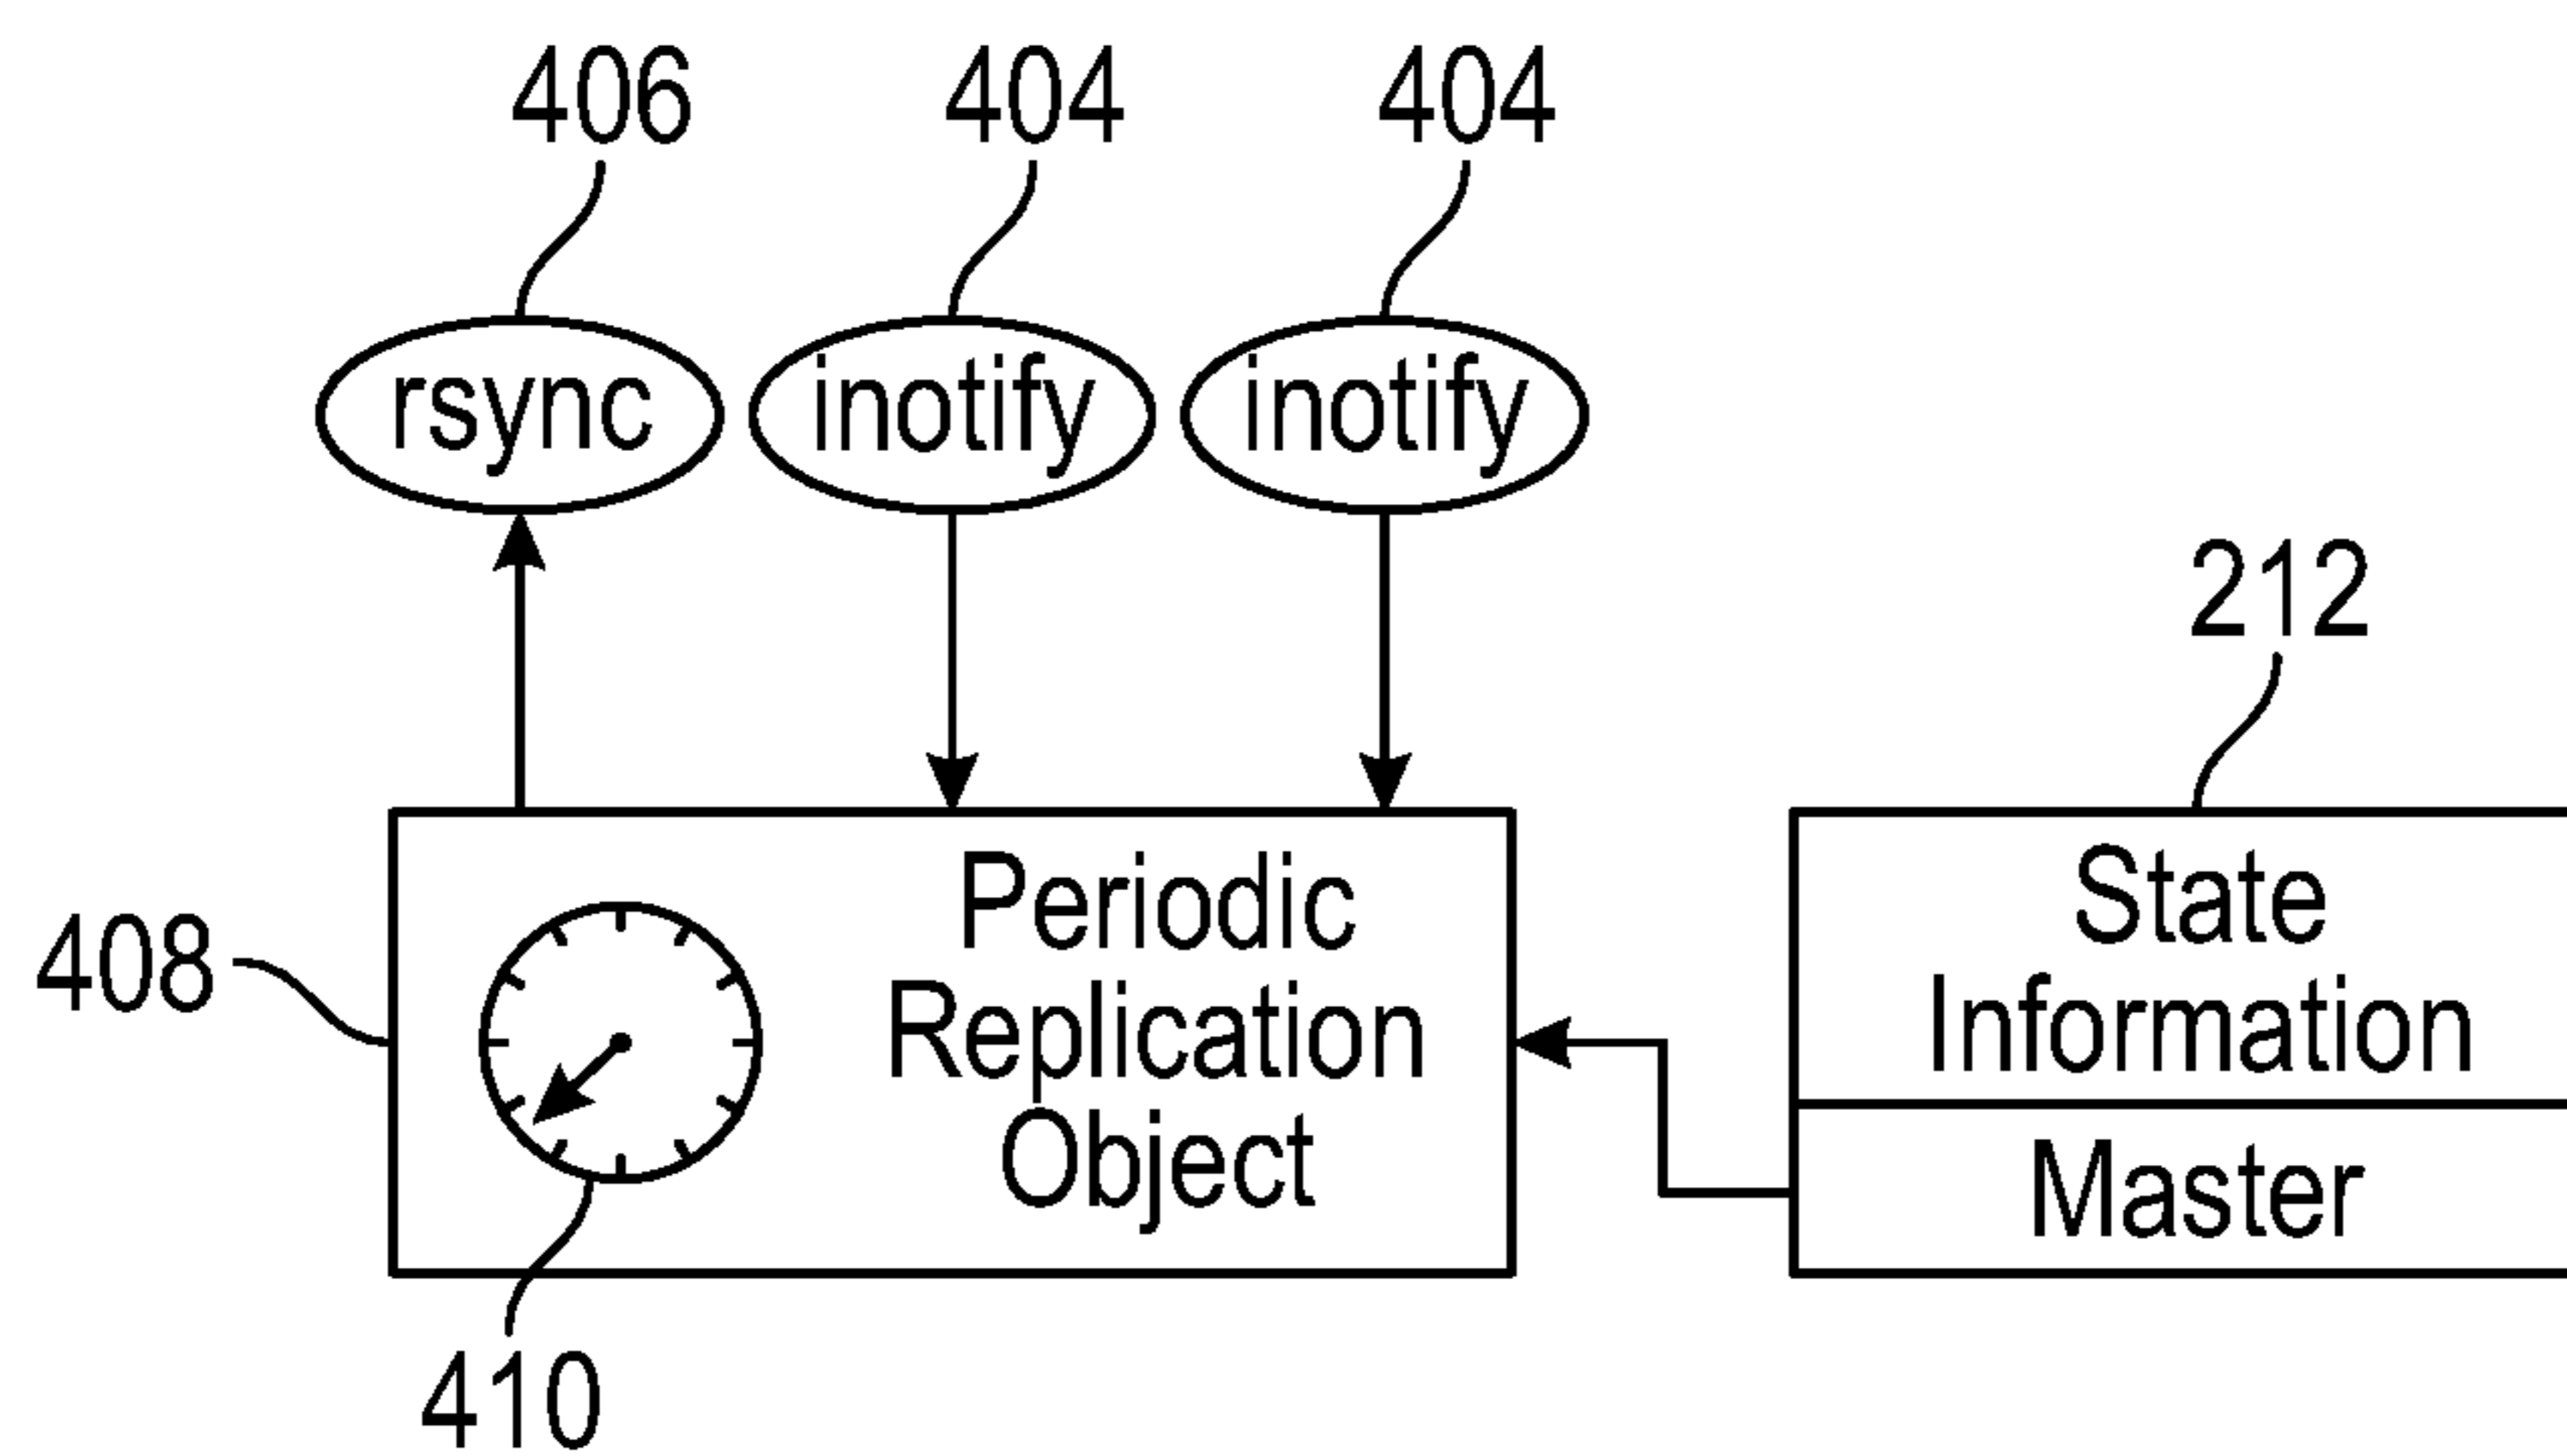 406 404 404
rsync inotify inotify
212
Periodic
Replication
Object
State
Information
Master
408
410